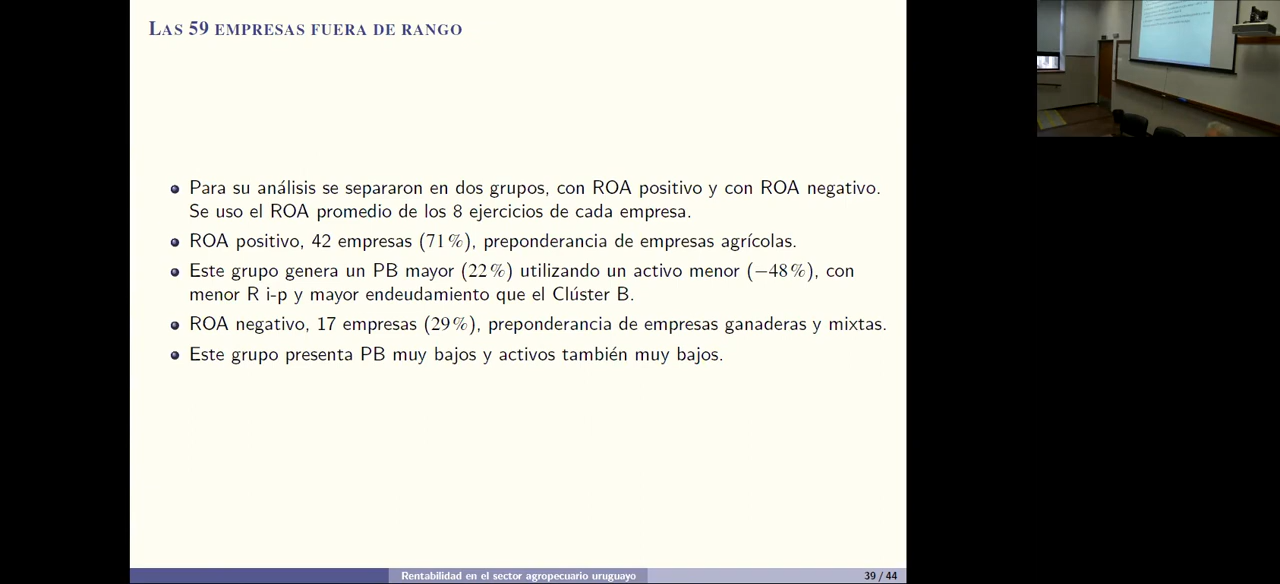 LAS 59 EMPRESAS FUERA DE RANGO
Para su análisis se separaron en dos grupos, con ROA positivo y con ROA negativo.
Se uso el ROA promedio de los 8 ejercicios de cada empresa.
ROA positivo, 42 empresas (71 %), preponderancia de empresas agrícolas.
Este grupo genera un PB mayor (22 %) utilizando un activo menor (−48 %), con
menor R i-p y mayor endeudamiento que el Clúster B.
ROA negativo, 17 empresas (29 %), preponderancia de empresas ganaderas y mixtas.
Este grupo presenta PB muy bajos y activos también muy bajos.
Rentabilidad en el sector agropecuario uruguayo
39 / 44